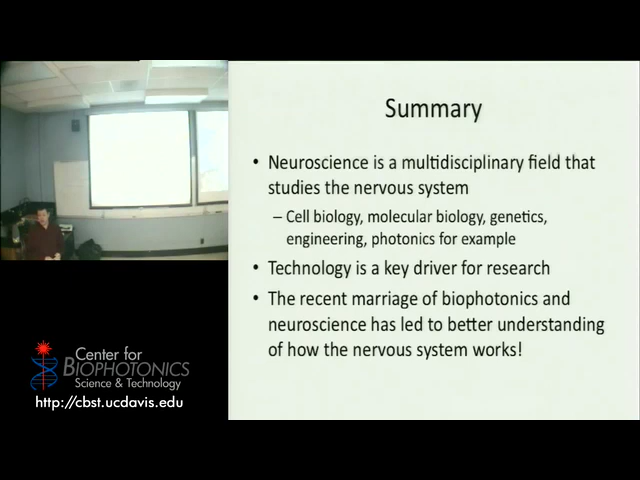 Summary
• Neuroscience is a multidisciplinary field that
studies the nervous system
– Cell biology, molecular biology, genetics,
engineering, photonics for example
• Technology is a key driver for research
• The recent marriage of biophotonics and
neuroscience has led to better understanding
of how the nervous system works!
Center for
BIOPHOTONICS
Science & Technology
http://cbst.ucdavis.edu